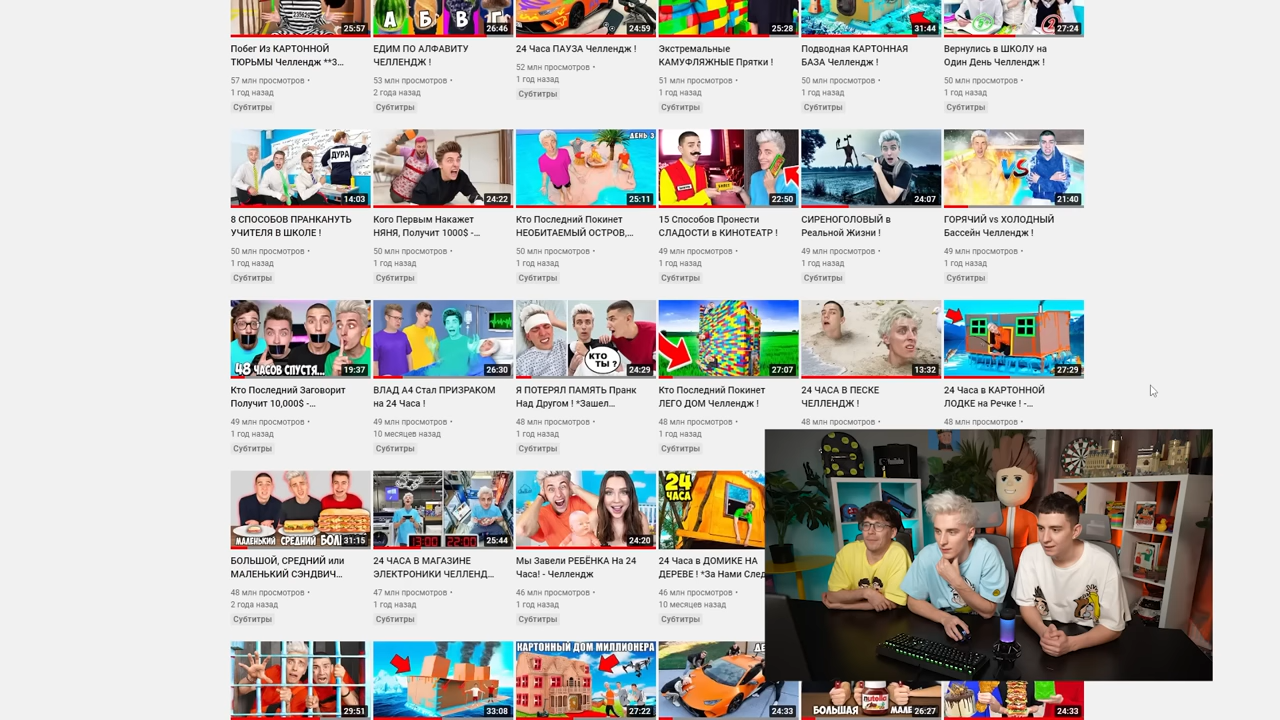 А Б В Г
25:57
26:46
24:59
25:28
31:44
27:24
Побег Из КАРТОННОЙ
ТЮРЬМЫ Челлендж **З...
57 млн просмотров •
1 год назад
Субтитры
ЕДИМ ПО АЛФАВИТУ
ЧЕЛЛЕНДЖ !
53 млн просмотров •
2 года назад
Субтитры
24 Часа ПАУЗА Челлендж !
52 млн просмотров •
1 год назад
Субтитры
Экстремальные
КАМУФЛЯЖНЫЕ Прятки !
51 млн просмотров •
1 год назад
Субтитры
Подводная КАРТОННАЯ
БАЗА Челлендж !
50 млн просмотров •
1 год назад
Субтитры
Вернулись в ШКОЛУ на
Один День Челлендж !
50 млн просмотров •
1 год назад
Субтитры
ДУРА
14:03
24:22
ДЕНЬ 3
25:11
22:50
24:07
VS
21:40
8 СПОСОБОВ ПРАНКАНУТЬ
УЧИТЕЛЯ В ШКОЛЕ !
50 млн просмотров •
1 год назад
Субтитры
Кого Первым Накажет
НЯНЯ, Получит 1000$ -...
50 млн просмотров •
1 год назад
Субтитры
Кто Последний Покинет
НЕОБИТАЕМЫЙ ОСТРОВ,...
50 млн просмотров •
1 год назад
Субтитры
15 Способов Пронести
СЛАДОСТИ в КИНОТЕАТР !
49 млн просмотров •
1 год назад
Субтитры
СИРЕНОГОЛОВЫЙ в
Реальной Жизни !
49 млн просмотров •
1 год назад
Субтитры
ГОРЯЧИЙ vs ХОЛОДНЫЙ
Бассейн Челлендж !
49 млн просмотров •
1 год назад
Субтитры
48 ЧАСОВ СПУСТЯ...
19:37
26:30
КТО
ТЫ ?
24:29
27:07
13:32
27:29
Кто Последний Заговорит
Получит 10,000$ -...
49 млн просмотров •
1 год назад
Субтитры
ВЛАД А4 Стал ПРИЗРАКОМ
на 24 Часа !
49 млн просмотров •
10 месяцев назад
Субтитры
Я ПОТЕРЯЛ ПАМЯТЬ Пранк
Над Другом ! *Зашел...
48 млн просмотров •
1 год назад
Субтитры
Кто Последний Покинет
ЛЕГО ДОМ Челлендж !
48 млн просмотров •
1 год назад
Субтитры
24 ЧАСА В ПЕСКЕ
ЧЕЛЛЕНДЖ !
48 млн просмотров •
24 Часа в КАРТОННОЙ
ЛОДКЕ на Речке ! -...
48 млн просмотров •
МАЛЕНЬКИЙ СРЕДНИЙ БОЛ
31:15
13:00 22:00
25:44
24:20
24
ЧАСА
БОЛЬШОЙ, СРЕДНИЙ или
МАЛЕНЬКИЙ СЭНДВИЧ...
48 млн просмотров •
2 года назад
Субтитры
24 ЧАСА В МАГАЗИНЕ
ЭЛЕКТРОНИКИ ЧЕЛЛЕНД...
47 млн просмотров •
1 год назад
Субтитры
Мы Завели РЕБЁНКА На 24
Часа! - Челлендж
46 млн просмотров •
1 год назад
Субтитры
24 Часа в ДОМИКЕ НА
ДЕРЕВЕ ! *За Нами След
46 млн просмотров •
10 месяцев назад
Субтитры
29:51
33:08
КАРТОННЫЙ ДОМ МИЛЛИОНЕРА
27:22
ДЕ
24:33
nutella
БОЛЬШАЯ МАЛЕ
26:27
24:33